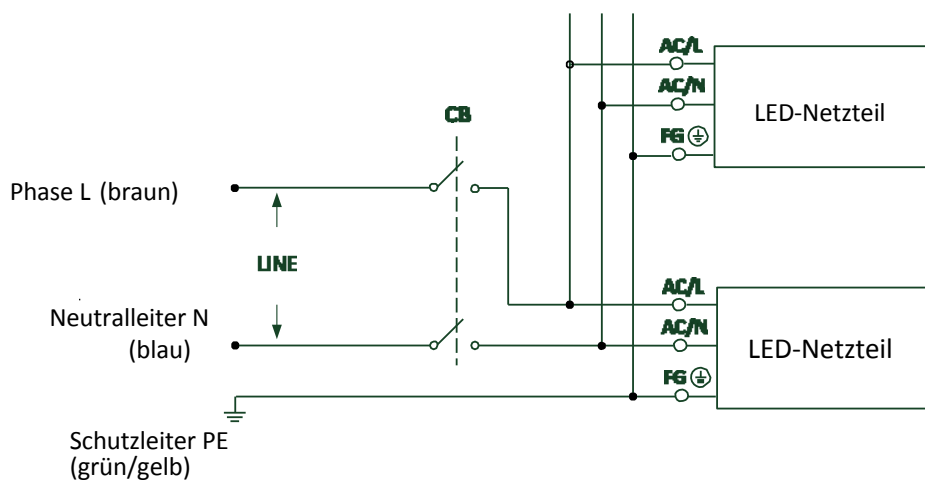 AC/L
AC/N
LED-Netzteil
FG
CB
Phase L (braun)
LINE
AC/L
Neutralleiter N
(blau)
AC/N
LED-Netzteil
FG
Schutzleiter PE
(grün/gelb)